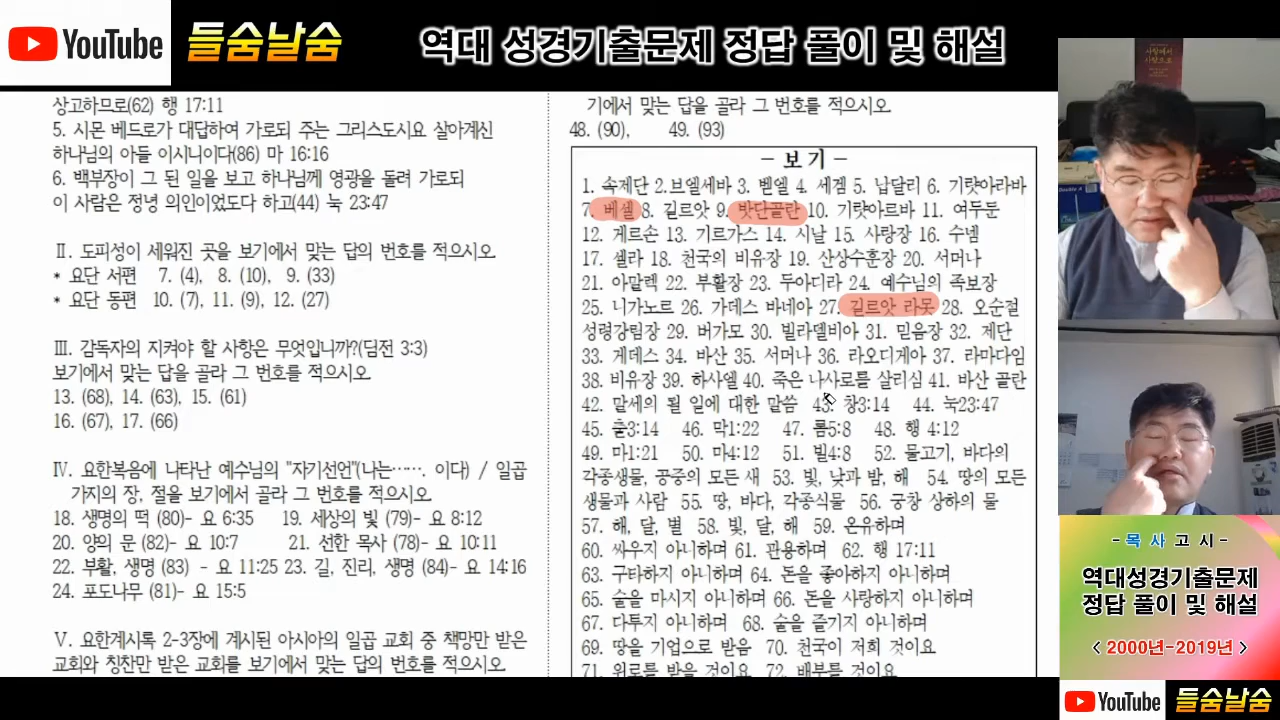 YouTube 들숨날숨 역대 성경기출문제 정답 풀이 및 해설
상고하므로(62) 행 17:11
5. 시몬 베드로가 대답하여 가로되 주는 그리스도시요 살아계신
하나님의 아들 이시니이다(86) 마 16:16
6. 백부장이 그 된 일을 보고 하나님께 영광을 돌려 가로되
이 사람은 정녕 의인이었도다 하고(44) 눅 23:47
Ⅱ. 도피성이 세워진 곳을 보기에서 맞는 답의 번호를 적으시오.
* 요단 서편 7. (4), 8. (10), 9. (33)
* 요단 동편 10. (7), 11. (9), 12. (27)
Ⅲ. 감독자의 지켜야 할 사항은 무엇입니까?(딤전 3:3)
보기에서 맞는 답을 골라 그 번호를 적으시오.
13. (68), 14. (63), 15. (61)
16. (67), 17. (66)
Ⅳ. 요한복음에 나타난 예수님의 "자기선언"(나는……. 이다) / 일곱
가지의 장, 절을 보기에서 골라 그 번호를 적으시오.
18. 생명의 떡 (80)- 요 6:35 19. 세상의 빛 (79)- 요 8:12
20. 양의 문 (82)- 요 10:7 21. 선한 목사 (78)- 요 10:11
22. 부활, 생명 (83) - 요 11:25 23. 길, 진리, 생명 (84)- 요 14:16
24. 포도나무 (81)- 요 15:5
Ⅴ. 요한계시록 2-3장에 계시된 아시아의 일곱 교회 중 책망만 받은
교회와 칭찬만 받은 교회를 보기에서 맞는 답의 번호를 적으시오.
기에서 맞는 답을 골라 그 번호를 적으시오.
48. (90), 49. (93)
- 보 기 -
1. 속제단 2.브엘세바 3. 벧엘 4. 세겜 5. 납달리 6. 기럇아라바
7. 베셀 8. 길르앗 9. 밧단골란 10. 기럇아르바 11. 여두둔
12. 게르손 13. 기르가스 14. 시날 15. 사랑장 16. 수넴
17. 셀라 18. 천국의 비유장 19. 산상수훈장 20. 서머나
21. 아말렉 22. 부활장 23. 두아디라 24. 예수님의 족보장
25. 니가노르 26. 가데스 바네아 27. 길르앗 라못 28. 오순절
성령강림장 29. 버가모 30. 빌라델비아 31. 믿음장 32. 제단
33. 게데스 34. 바산 35. 서머나 36. 라오디게아 37. 라마다임
38. 비유장 39. 하사엘 40. 죽은 나사로를 살리심 41. 바산 골란
42. 말세의 될 일에 대한 말씀 43. 창3:14 44. 눅23:47
45. 출3:14 46. 막1:22 47. 롬5:8 48. 행 4:12
49. 마1:21 50. 마4:12 51. 빌4:8 52. 물고기, 바다의
각종생물, 공중의 모든 새 53. 빛, 낮과 밤, 해 54. 땅의 모든
생물과 사람 55. 땅, 바다, 각종식물 56. 궁창 상하의 물
57. 해, 달, 별 58. 빛, 달, 해 59. 온유하며
60. 싸우지 아니하며 61. 관용하며 62. 행 17:11
63. 구타하지 아니하며 64. 돈을 좋아하지 아니하며
65. 술을 마시지 아니하며 66. 돈을 사랑하지 아니하며
67. 다투지 아니하며 68. 술을 즐기지 아니하며
69. 땅을 기업으로 받음 70. 천국이 저희 것이요
71. 위로를 받을 것이요 72. 배부를 것이요
- 목 사 고 시 -
역대성경기출문제
정답 풀이 및 해설
< 2000년-2019년 >
YouTube 들숨날숨